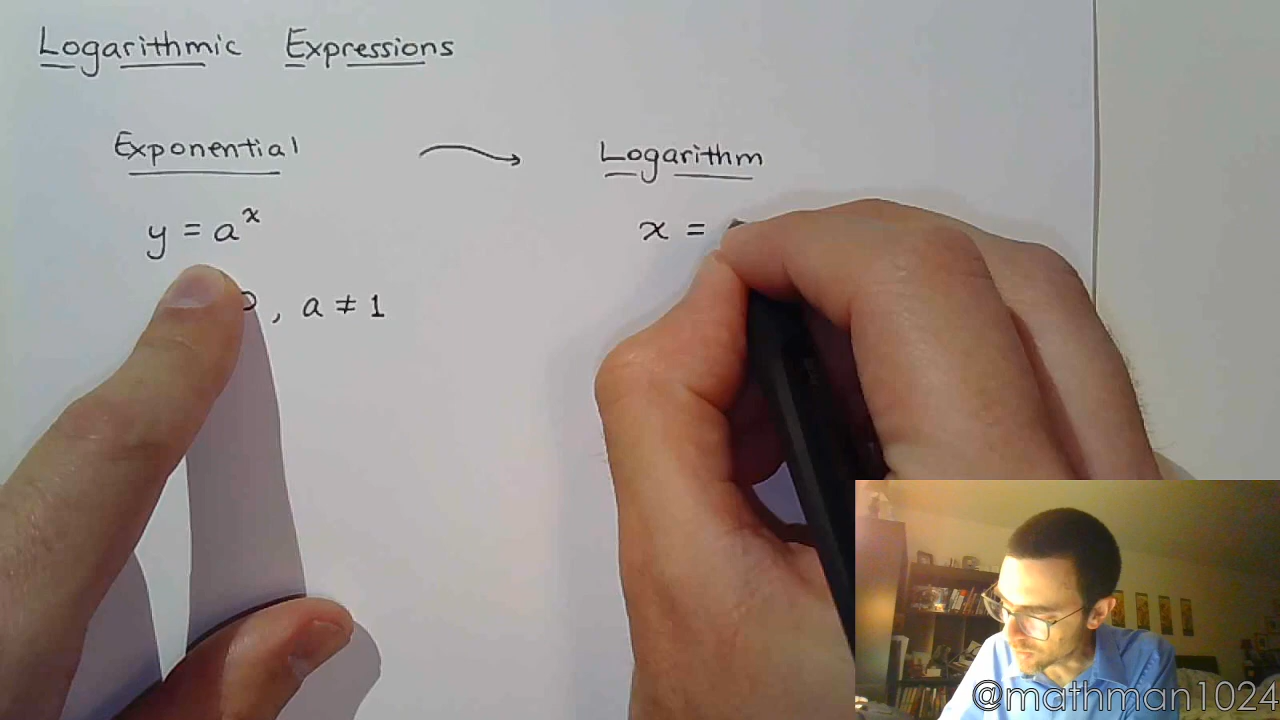 Logarithmic Expressions
Exponential → Logarithm
y = a^x
x =
, a ≠ 1
@mathman1024